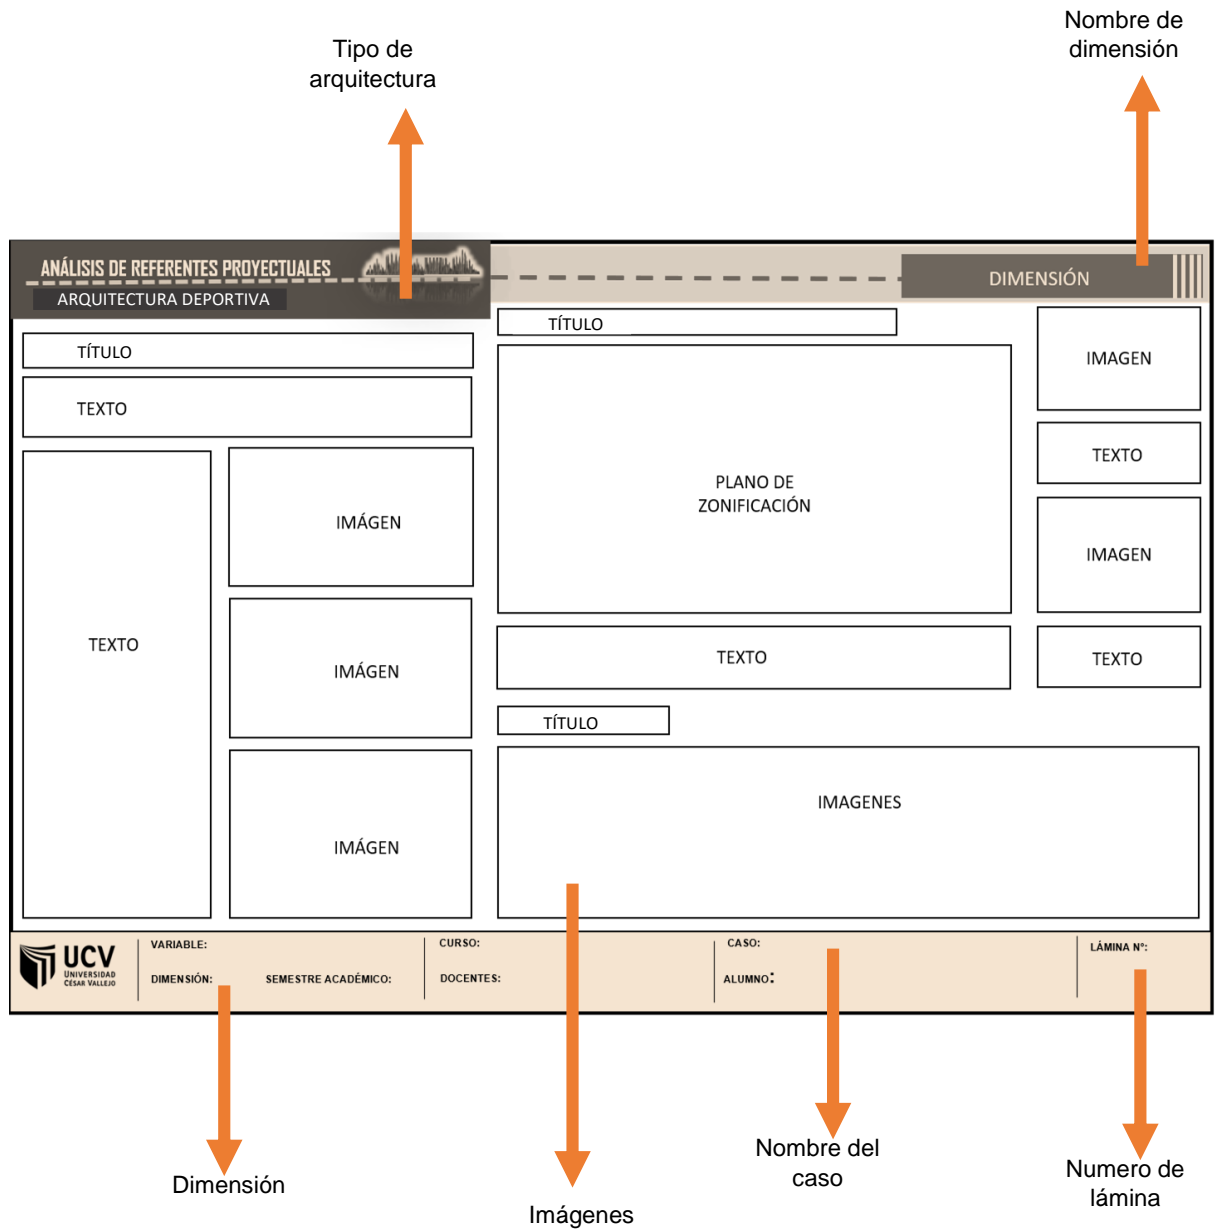 Nombre de
dimensión
Tipo de
arquitectura
ANÁLISIS DE REFERENTES PROYECTUALES
ARQUITECTURA DEPORTIVA
DIMENSIÓN
TÍTULO
TEXTO
TEXTO
IMÁGEN
IMÁGEN
IMÁGEN
TÍTULO
PLANO DE
ZONIFICACIÓN
TEXTO
IMAGEN
TEXTO
IMAGEN
TEXTO
TÍTULO
IMAGENES
UCV
UNIVERSIDAD
CÉSAR VALLEJO
VARIABLE:
DIMENSIÓN:
SEMESTRE ACADÉMICO:
CURSO:
DOCENTES:
CASO:
ALUMNO:
LÁMINA N°:
Dimensión
Imágenes
Nombre del
caso
Numero de
lámina